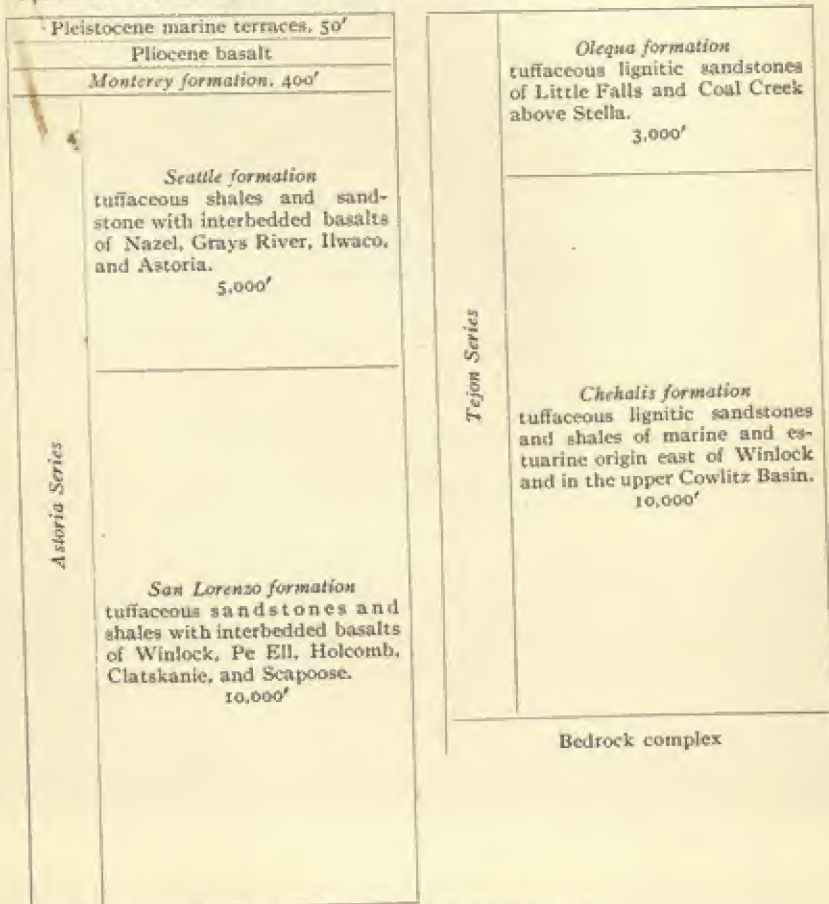 Pleistocene marine terraces, 50′
Pliocene basalt
Monterey formation, 400′
Astoria Series
Seattle formation
tuffaceous shales and sand-
stone with interbedded basalts
of Nazel, Grays River, Ilwaco,
and Astoria.
5,000′
San Lorenzo formation
tuffaceous sandstones and
shales with interbedded basalts
of Winlock, Pe Ell, Holcomb,
Clatskanie, and Scapoose.
10,000′
Tejon Series
Olequa formation
tuffaceous lignitic sandstones
of Little Falls and Coal Creek
above Stella.
3,000′
Chehalis formation
tuffaceous lignitic sandstones
and shales of marine and es-
tuarine origin east of Winlock
and in the upper Cowlitz Basin.
10,000′
Bedrock complex